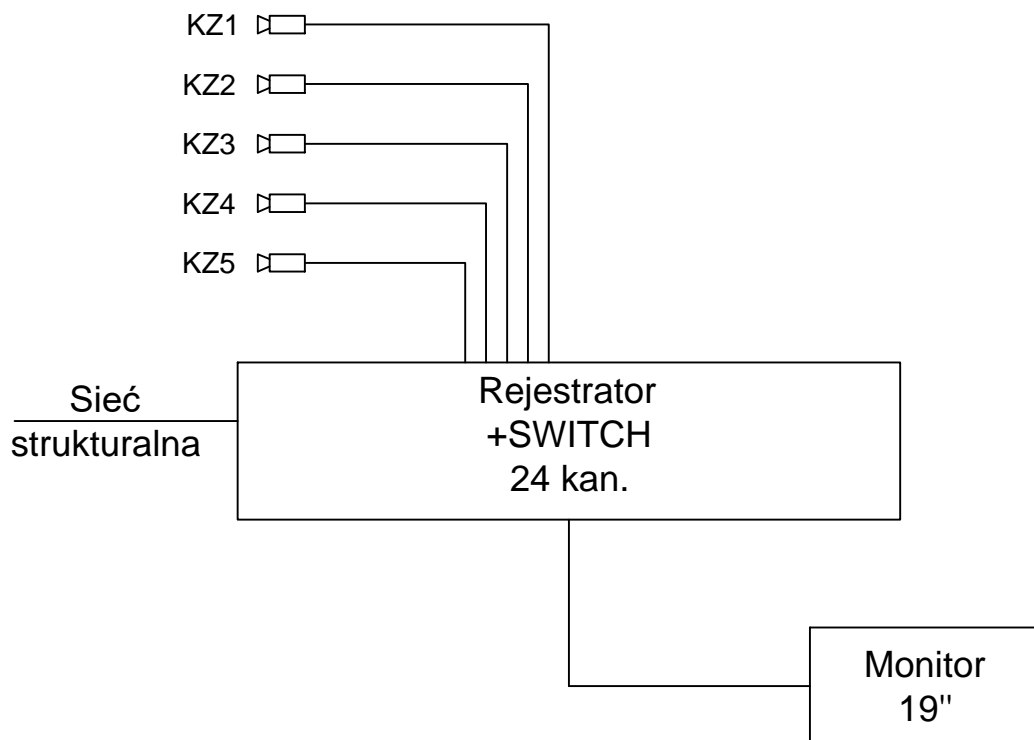 KZ1
KZ2
KZ3
KZ4
KZ5
Sieć
strukturalna
Rejestrator
+SWITCH
24 kan.
Monitor
19"